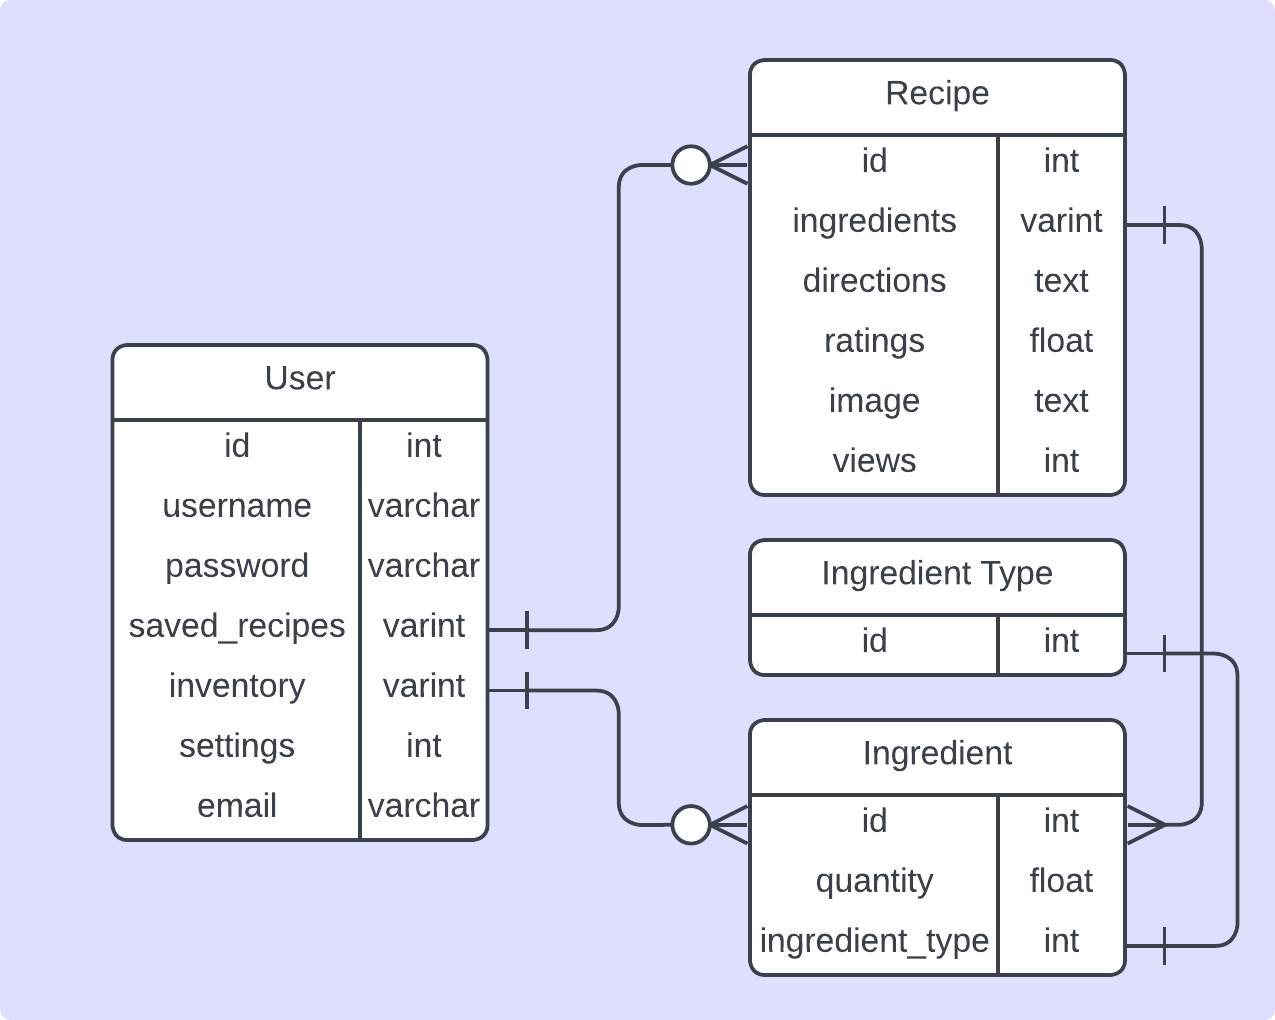 Recipe
id int
ingredients varint
directions text
ratings float
image text
views int
User
id int
username varchar
password varchar
saved_recipes varint
inventory varint
settings int
email varchar
Ingredient Type
id int
Ingredient
id int
quantity float
ingredient_type int